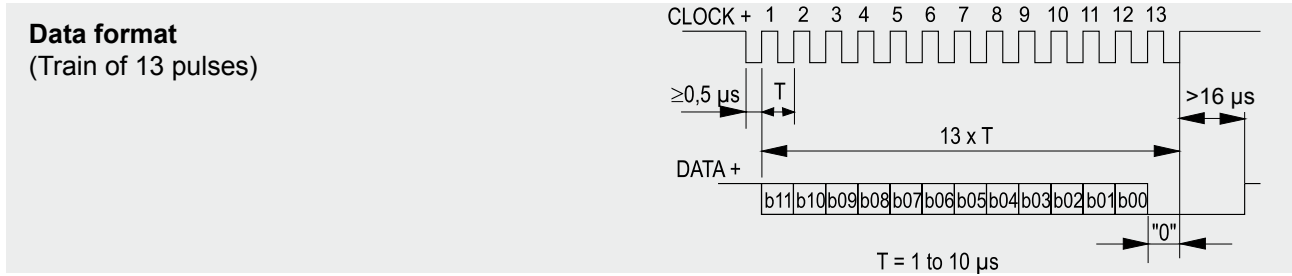 Data format
(Train of 13 pulses)
CLOCK + 1 2 3 4 5 6 7 8 9 10 11 12 13
≥0,5 µs T >16 µs
13 x T
DATA +
b11 b10 b09 b08 b07 b06 b05 b04 b03 b02 b01 b00
"0"
T = 1 to 10 µs